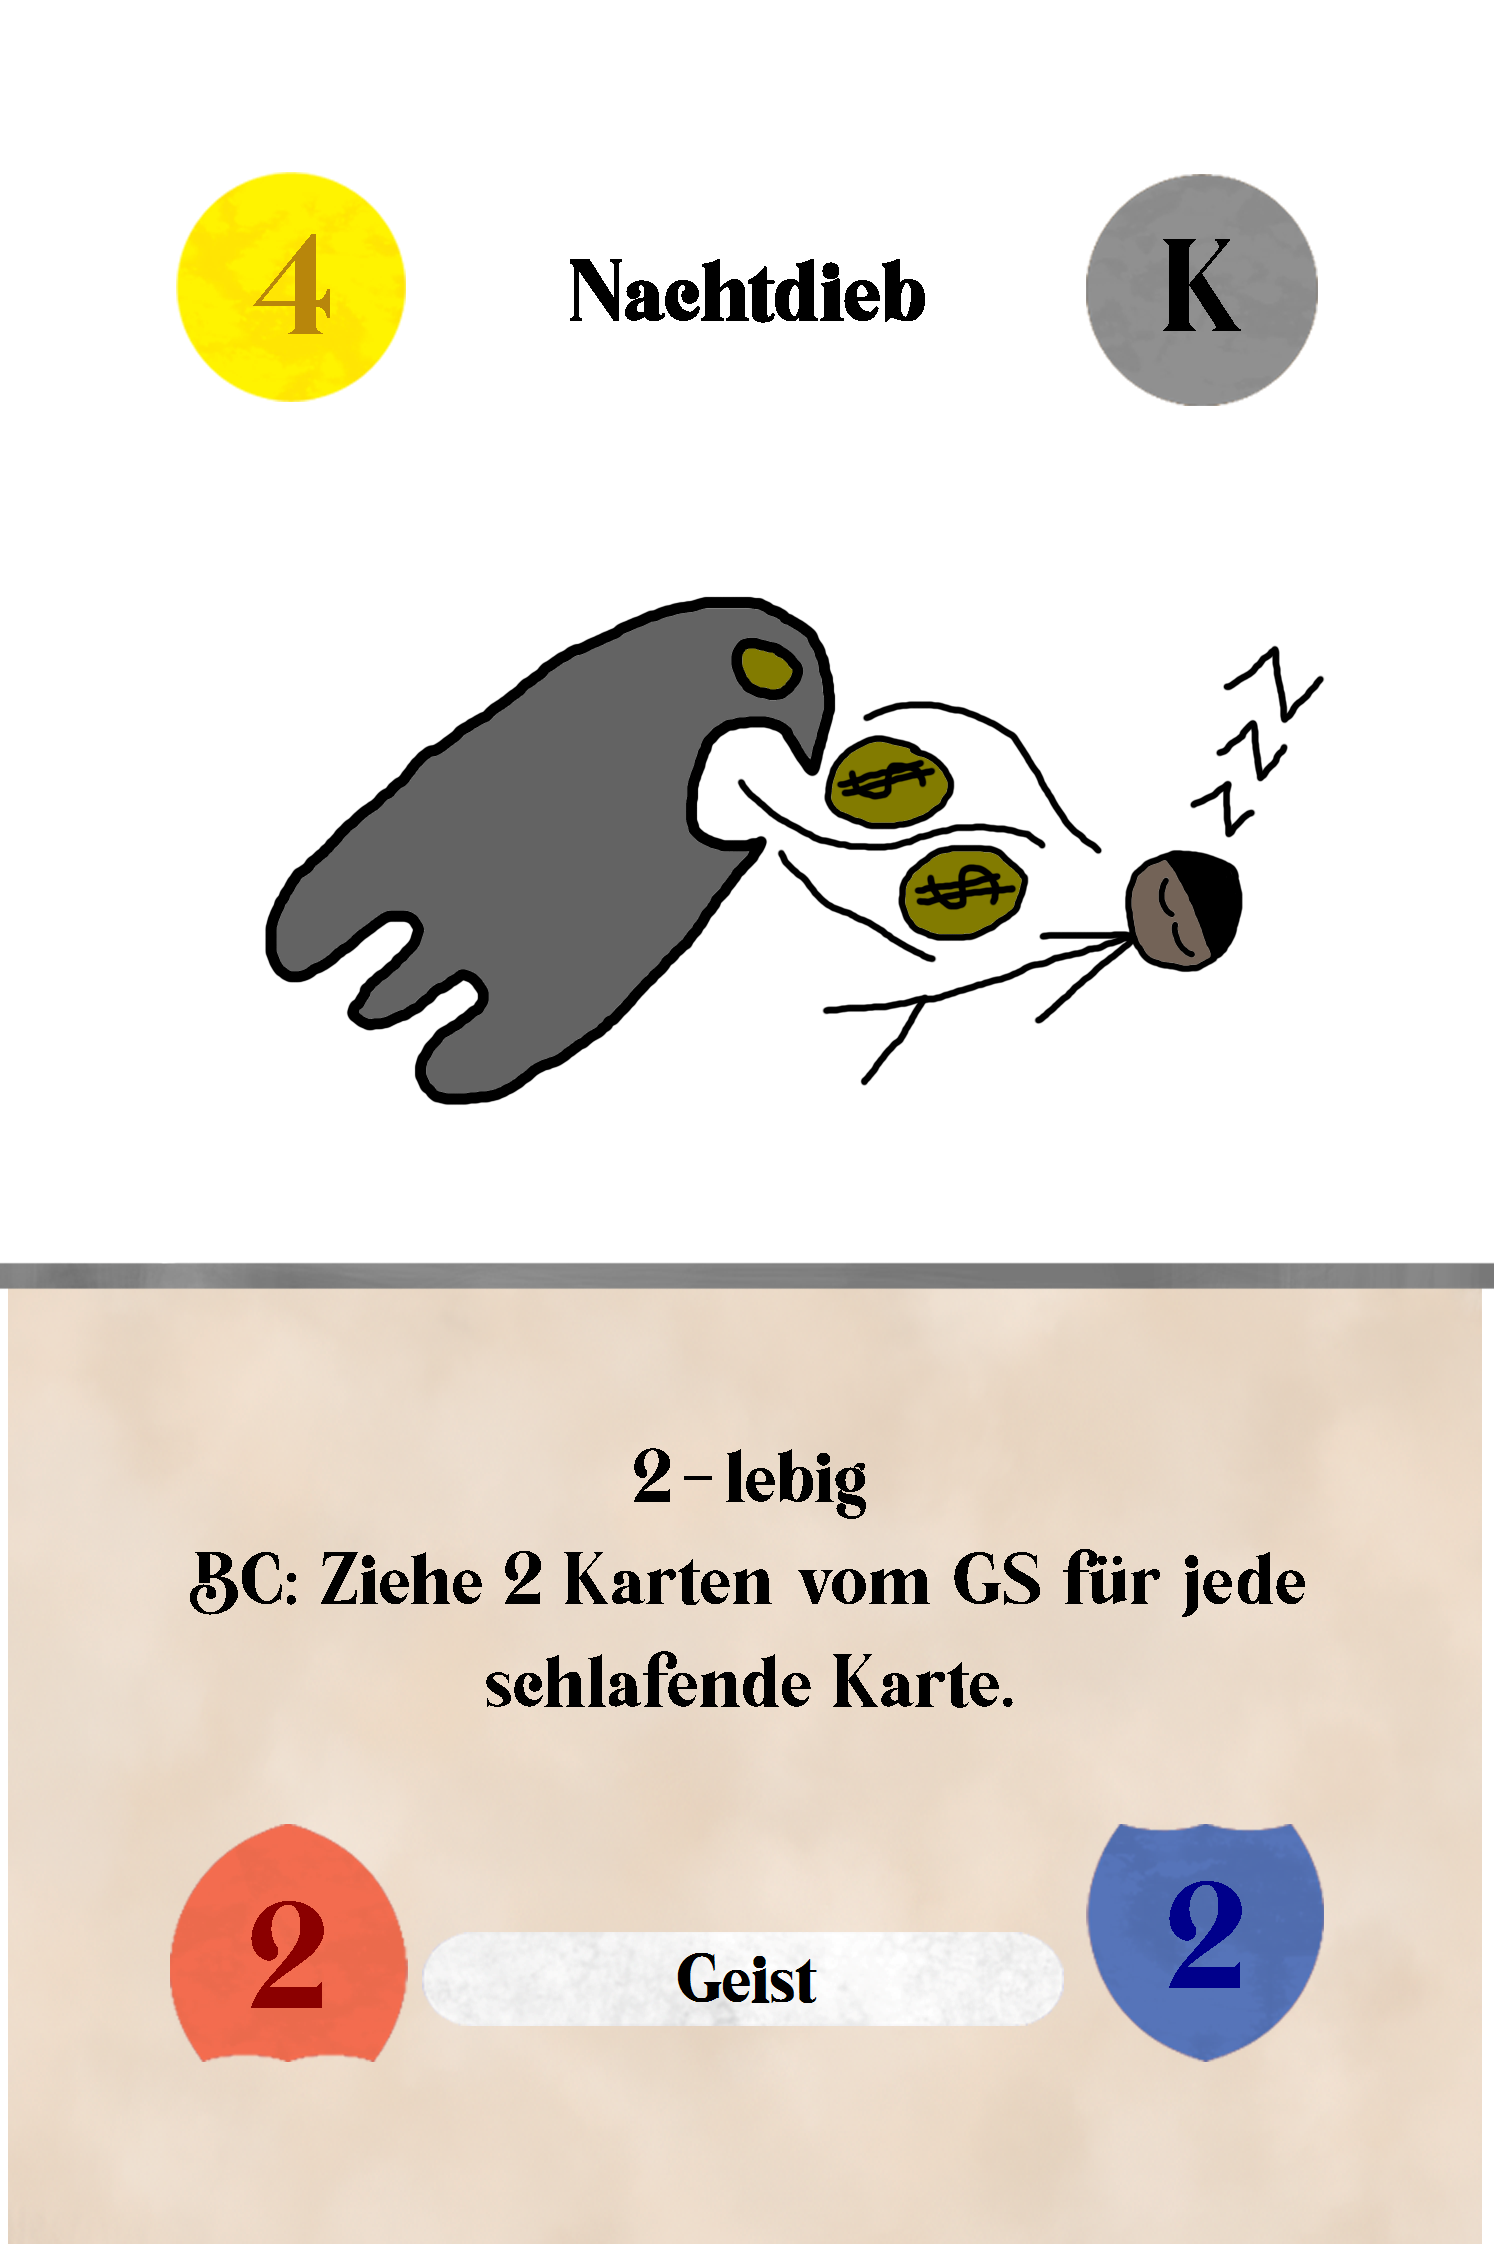 4
Nachtdieb
K
$
$
z
z
z
2 – lebig
BC: Ziehe 2 Karten vom GS für jede
schlafende Karte.
2
Geist
2